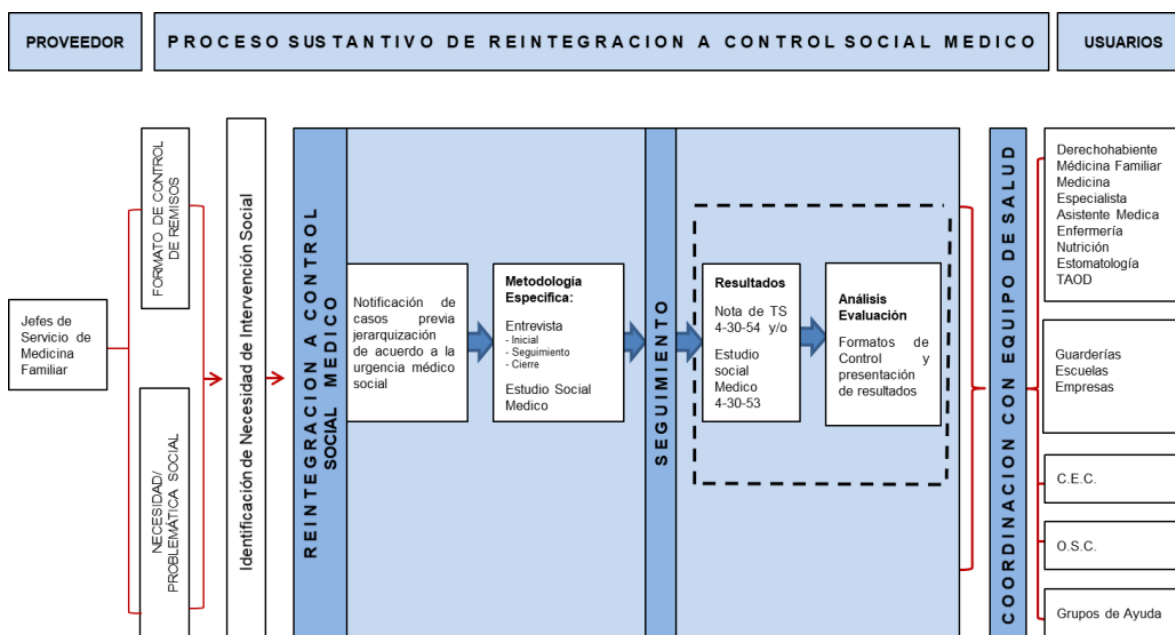 PROVEEDOR
PROCESO SUSTANTIVO DE REINTEGRACION A CONTROL SOCIAL MEDICO
USUARIOS
Jefes de
Servicio de
Medicina
Familiar
FORMATO DE CONTROL
DE REMISOS
NECESIDAD/
PROBLEMÁTICA SOCIAL
Identificación de Necesidad de Intervención Social
REINTEGRACION A CONTROL
SOCIAL MEDICO
Notificación de
casos previa
jerarquización
de acuerdo a la
urgencia médico
social
Metodología
Especifica:
Entrevista
- Inicial
- Seguimiento
- Cierre
Estudio Social
Medico
SEGUIMIENTO
Resultados
Nota de TS
4-30-54 y/o
Estudio
social
Medico
4-30-53
Análisis
Evaluación
Formatos de
Control y
presentación
de resultados
COORDINACION CON EQUIPO DE SALUD
Derechohabiente
Médicina Familiar
Medicina
Especialista
Asistente Medica
Enfermería
Nutrición
Estomatología
TAOD
Guarderías
Escuelas
Empresas
C.E.C.
O.S.C.
Grupos de Ayuda